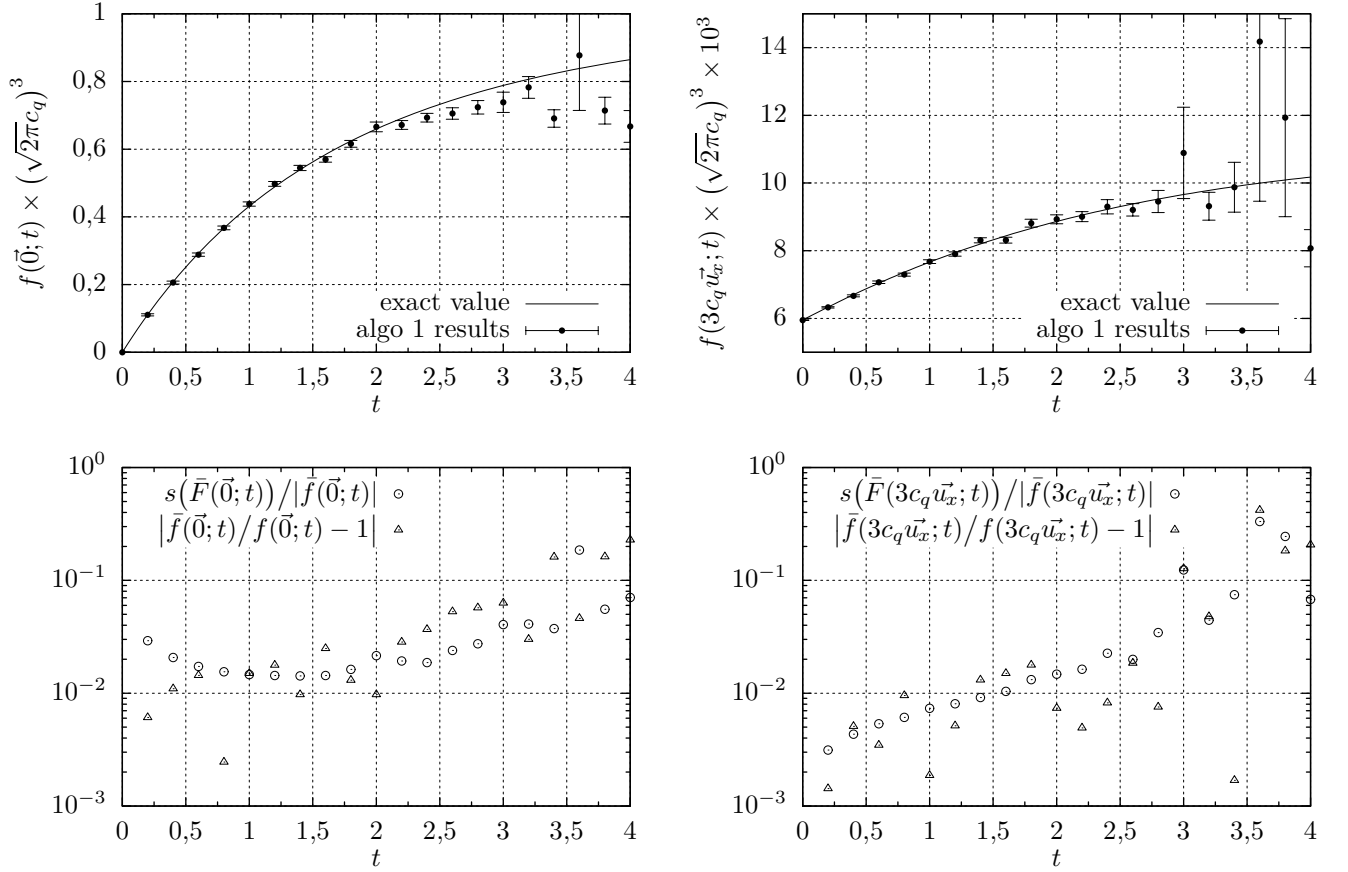 f(0⃗; t) × (√2πc_q)^3
1
0,8
0,6
0,4
0,2
0
exact value
algo 1 results
0 0,5 1 1,5 2 2,5 3 3,5 4
t
f(3c_q u⃗_x; t) × (√2πc_q)^3 × 10^3
14
12
10
8
6
exact value
algo 1 results
0 0,5 1 1,5 2 2,5 3 3,5 4
t
10^0
10^-1
10^-2
10^-3
s(F̄(0⃗; t))/|f̄(0⃗; t)|
|f̄(0⃗; t)/f(0⃗; t) − 1|
0 0,5 1 1,5 2 2,5 3 3,5 4
t
10^0
10^-1
10^-2
10^-3
s(F̄(3c_q u⃗_x; t))/|f̄(3c_q u⃗_x; t)|
|f̄(3c_q u⃗_x; t)/f(3c_q u⃗_x; t) − 1|
0 0,5 1 1,5 2 2,5 3 3,5 4
t